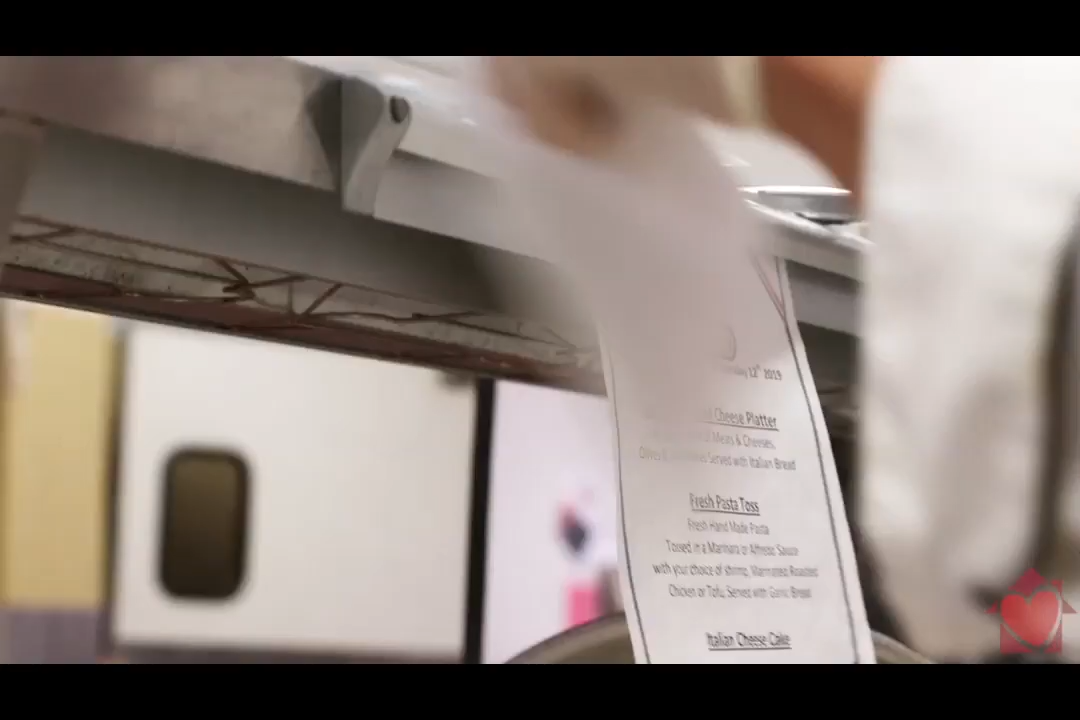 12th 2019
Cheese Platter
Meats & Cheeses,
Served with Italian Bread
Fresh Pasta Toss
Fresh Hand Made Pasta
Tossed in a Marinara or Alfredo Sauce
with your choice of shrimp, Marinated Roasted
Chicken or Tofu, Served with Garlic Bread
Italian Cheese Cake